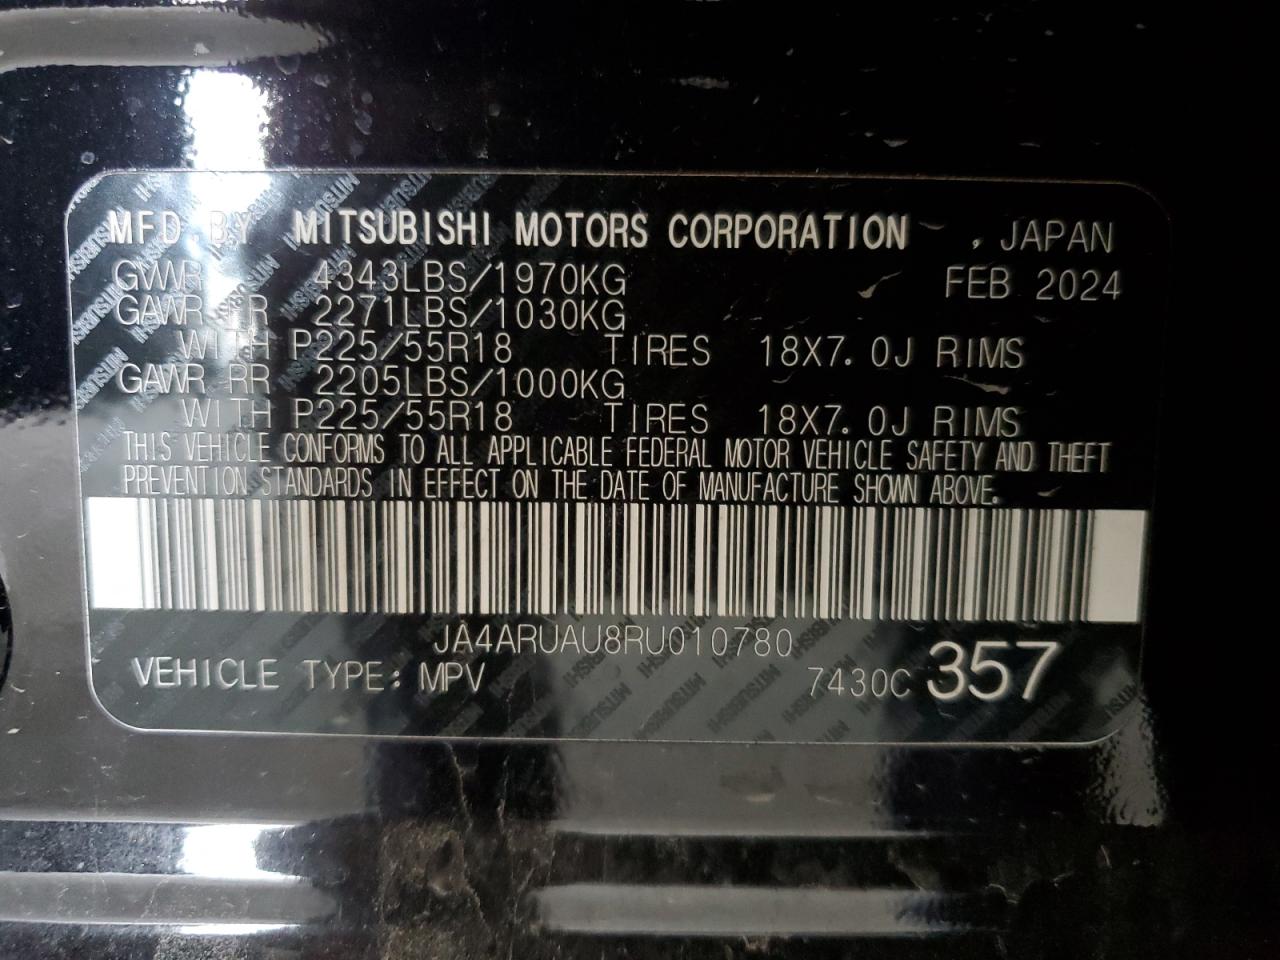 MFD BY MITSUBISHI MOTORS CORPORATION , JAPAN
GVWR 4343LBS/1970KG FEB 2024
GAWR FR 2271LBS/1030KG
WITH P225/55R18 TIRES 18X7.0J RIMS
GAWR RR 2205LBS/1000KG
WITH P225/55R18 TIRES 18X7.0J RIMS
THIS VEHICLE CONFORMS TO ALL APPLICABLE FEDERAL MOTOR VEHICLE SAFETY AND THEFT
PREVENTION STANDARDS IN EFFECT ON THE DATE OF MANUFACTURE SHOWN ABOVE.
JA4ARUAU8RU010780
VEHICLE TYPE: MPV 7430C 357